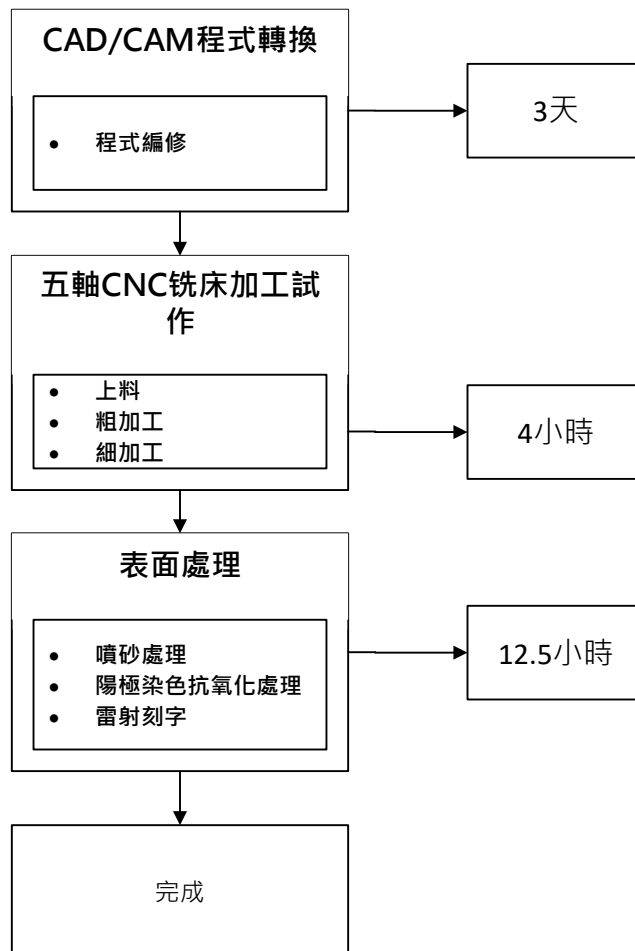 CAD/CAM程式轉換
• 程式編修
3天
五軸CNC铣床加工試
作
• 上料
• 粗加工
• 細加工
4小時
表面處理
• 噴砂處理
• 陽極染色抗氧化處理
• 雷射刻字
12.5小時
完成